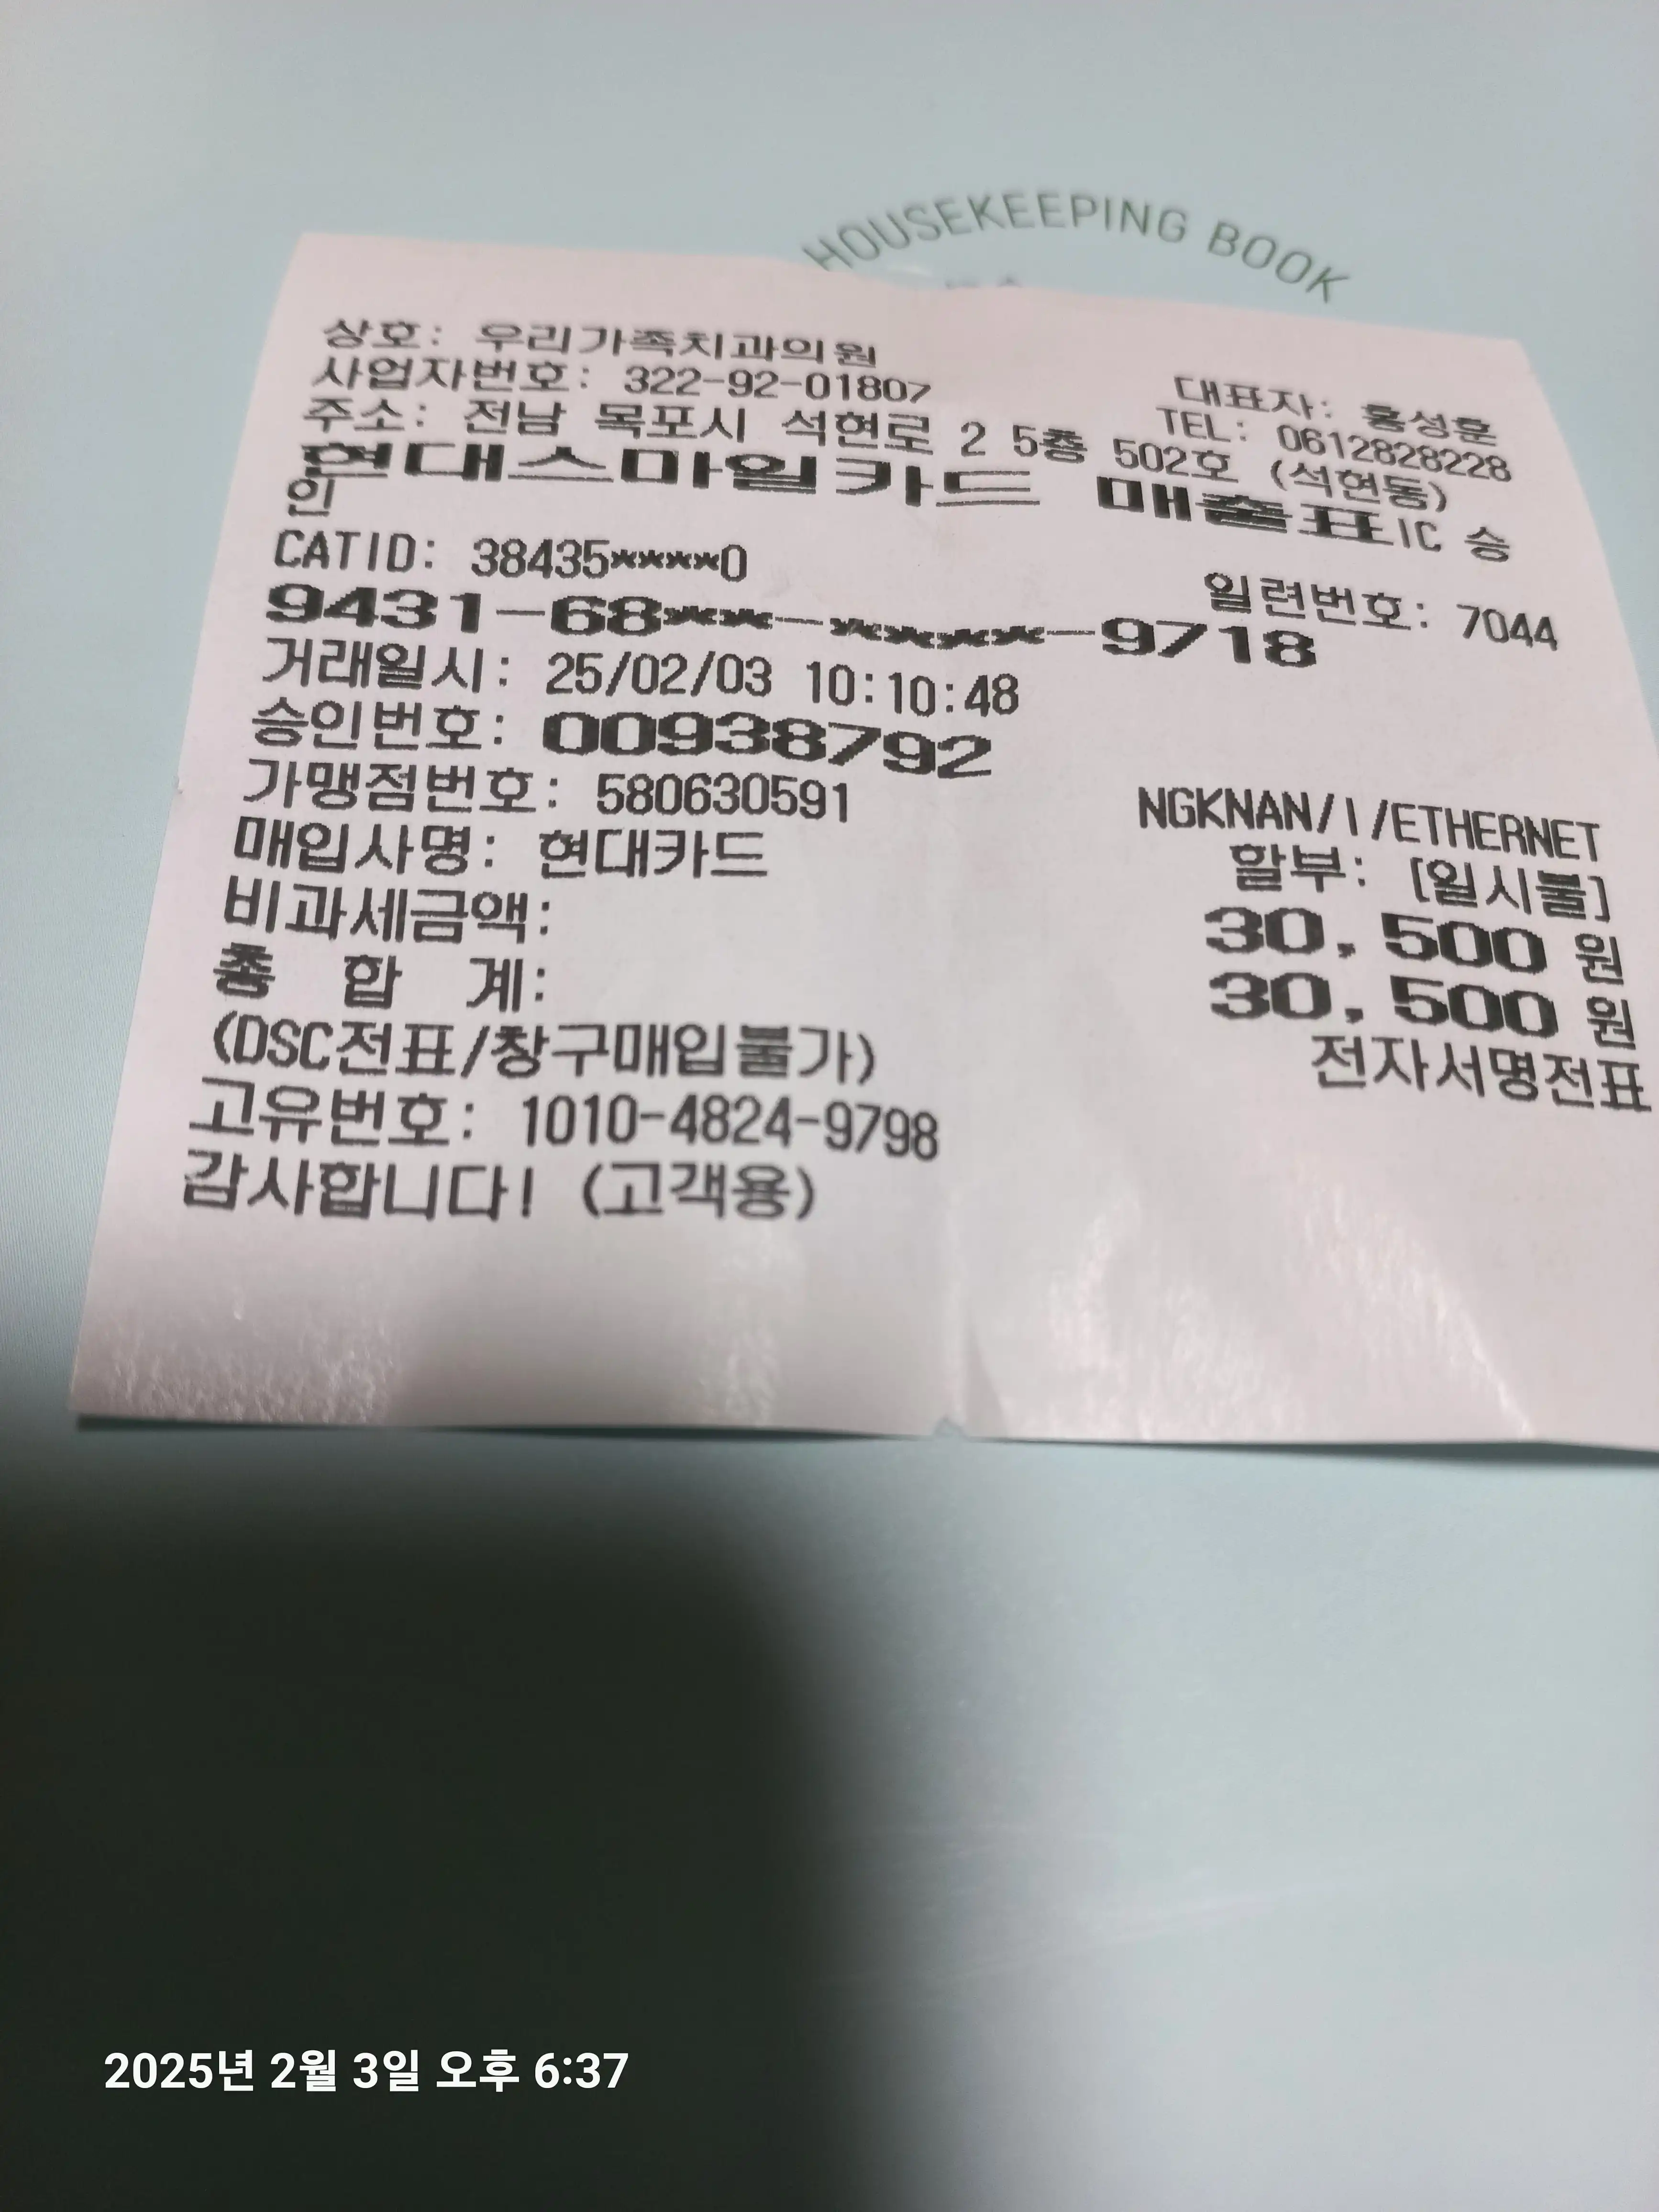 HOUSEKEEPING BOOK
상호: 우리가족치과의원
사업자번호: 322-92-01807 대표자: 홍성훈
주소: 전남 목포시 석현로 2 5층 502호 (석현동) TEL: 0612828228
현대스마일카드 매출표IC 승
인
CATID: 38435****0 일련번호: 7044
9431-68**-****-9718
거래일시: 25/02/03 10:10:48
승인번호: 00938792
가맹점번호: 580630591 NGKNAN/I/ETHERNET
매입사명: 현대카드 할부: [일시불]
비과세금액: 30,500 원
총 합 계: 30,500 원
(DSC전표/창구매입불가) 전자서명전표
고유번호: 1010-4824-9798
감사합니다! (고객용)
2025년 2월 3일 오후 6:37